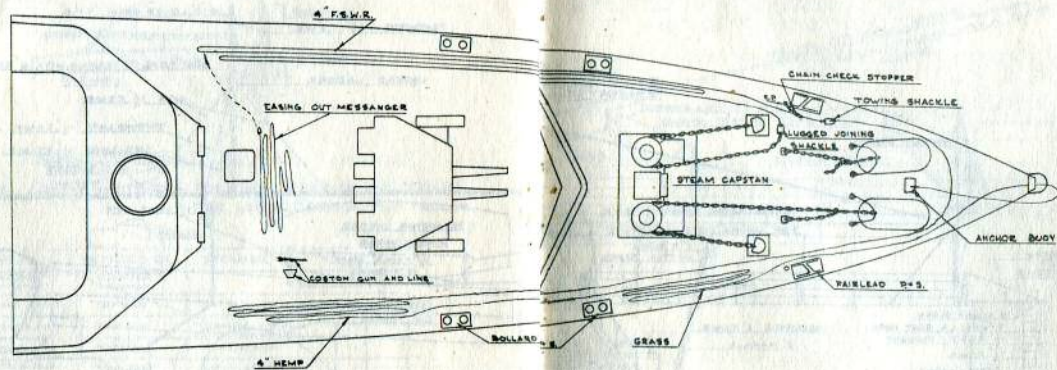 4" F.S.W.R.
EASING OUT MESSANGER
CHAIN CHECK STOPPER
TOWING SHACKLE
LUGGED JOINING
SHACKLE
STEAM CAPSTAN
ANCHOR BUOY
COSTON GUN AND LINE
FAIRLEAD P&S.
BOLLARD
GRASS
4" HEMP